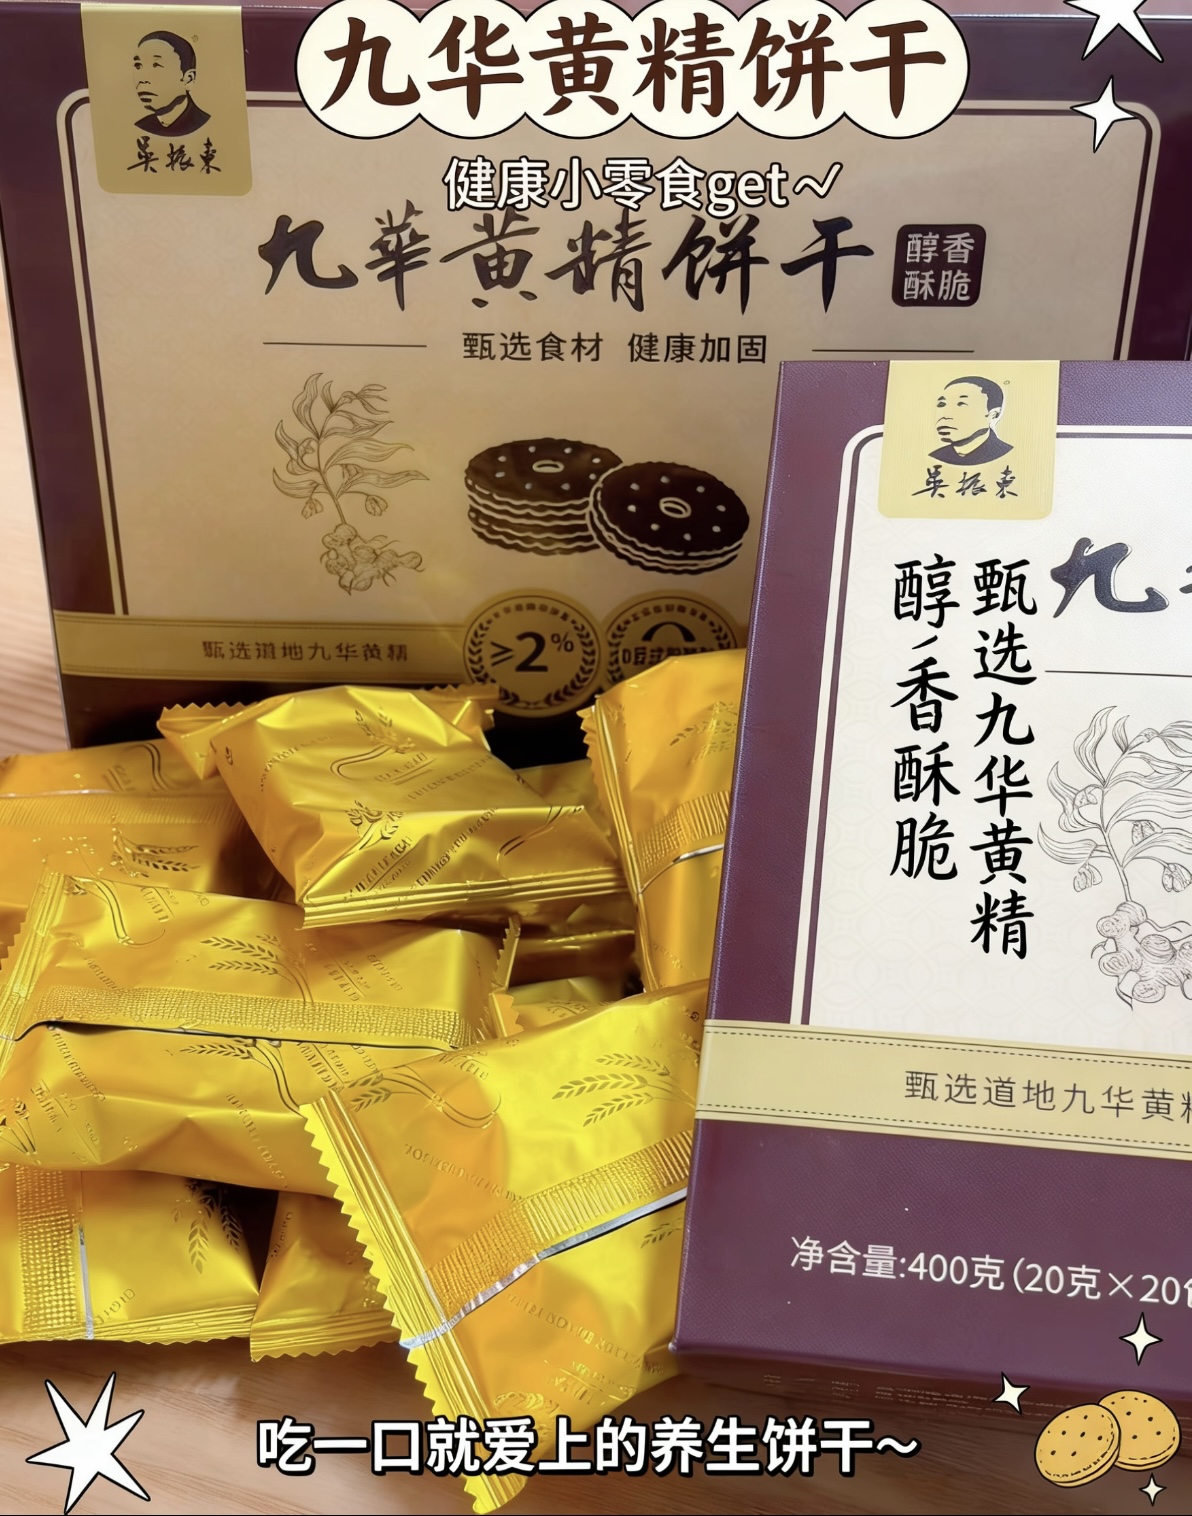 九华黄精饼干
吴振东
健康小零食get~
九華黄精饼干
醇香
酥脆
甄选食材 健康加固
甄选道地九华黄精
≥2%
吴振东
甄选九华黄精
醇香酥脆
九
甄选道地九华黄精
净含量:400克(20克×20
吃一口就爱上的养生饼干~